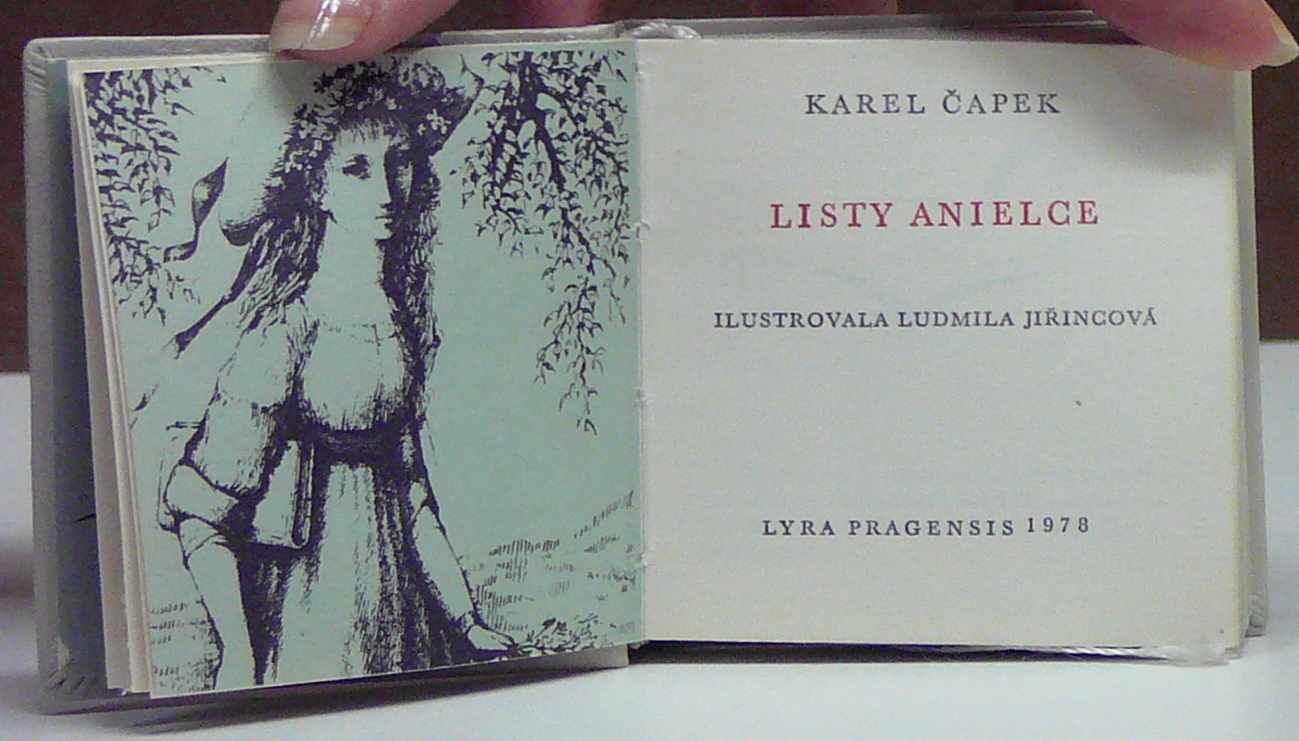 KAREL ČAPEK
LISTY ANIELCE
ILUSTROVALA LUDMILA JIŘINCOVÁ
LYRA PRAGENSIS 1978